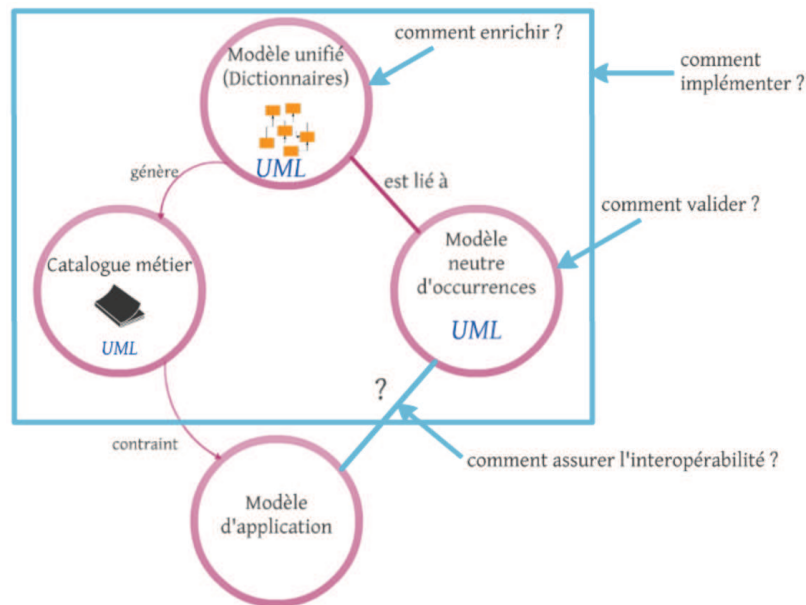 Modèle unifié
(Dictionnaires)
UML
comment enrichir ?
comment
implémenter ?
génère
est lié à
comment valider ?
Catalogue métier
UML
Modèle
neutre
d'occurrences
UML
?
contraint
comment assurer l'interopérabilité ?
Modèle
d'application